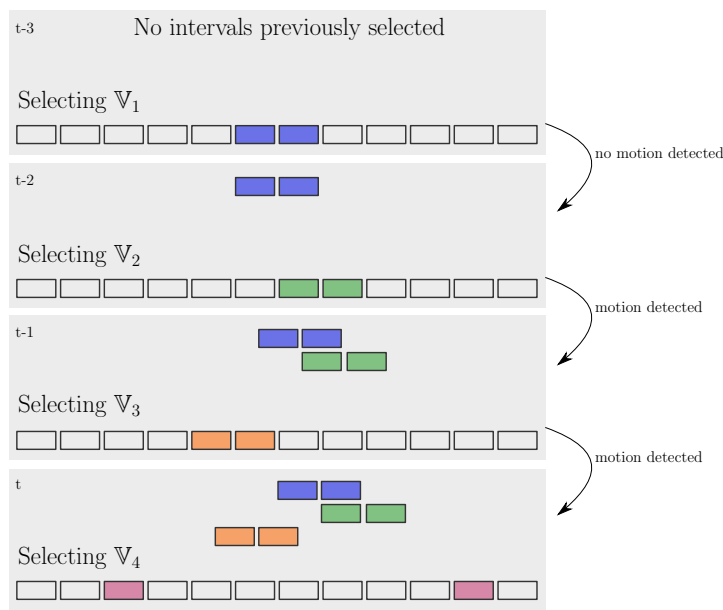 t-3
No intervals previously selected
Selecting 𝕍₁
no motion detected
t-2
Selecting 𝕍₂
motion detected
t-1
Selecting 𝕍₃
motion detected
t
Selecting 𝕍₄